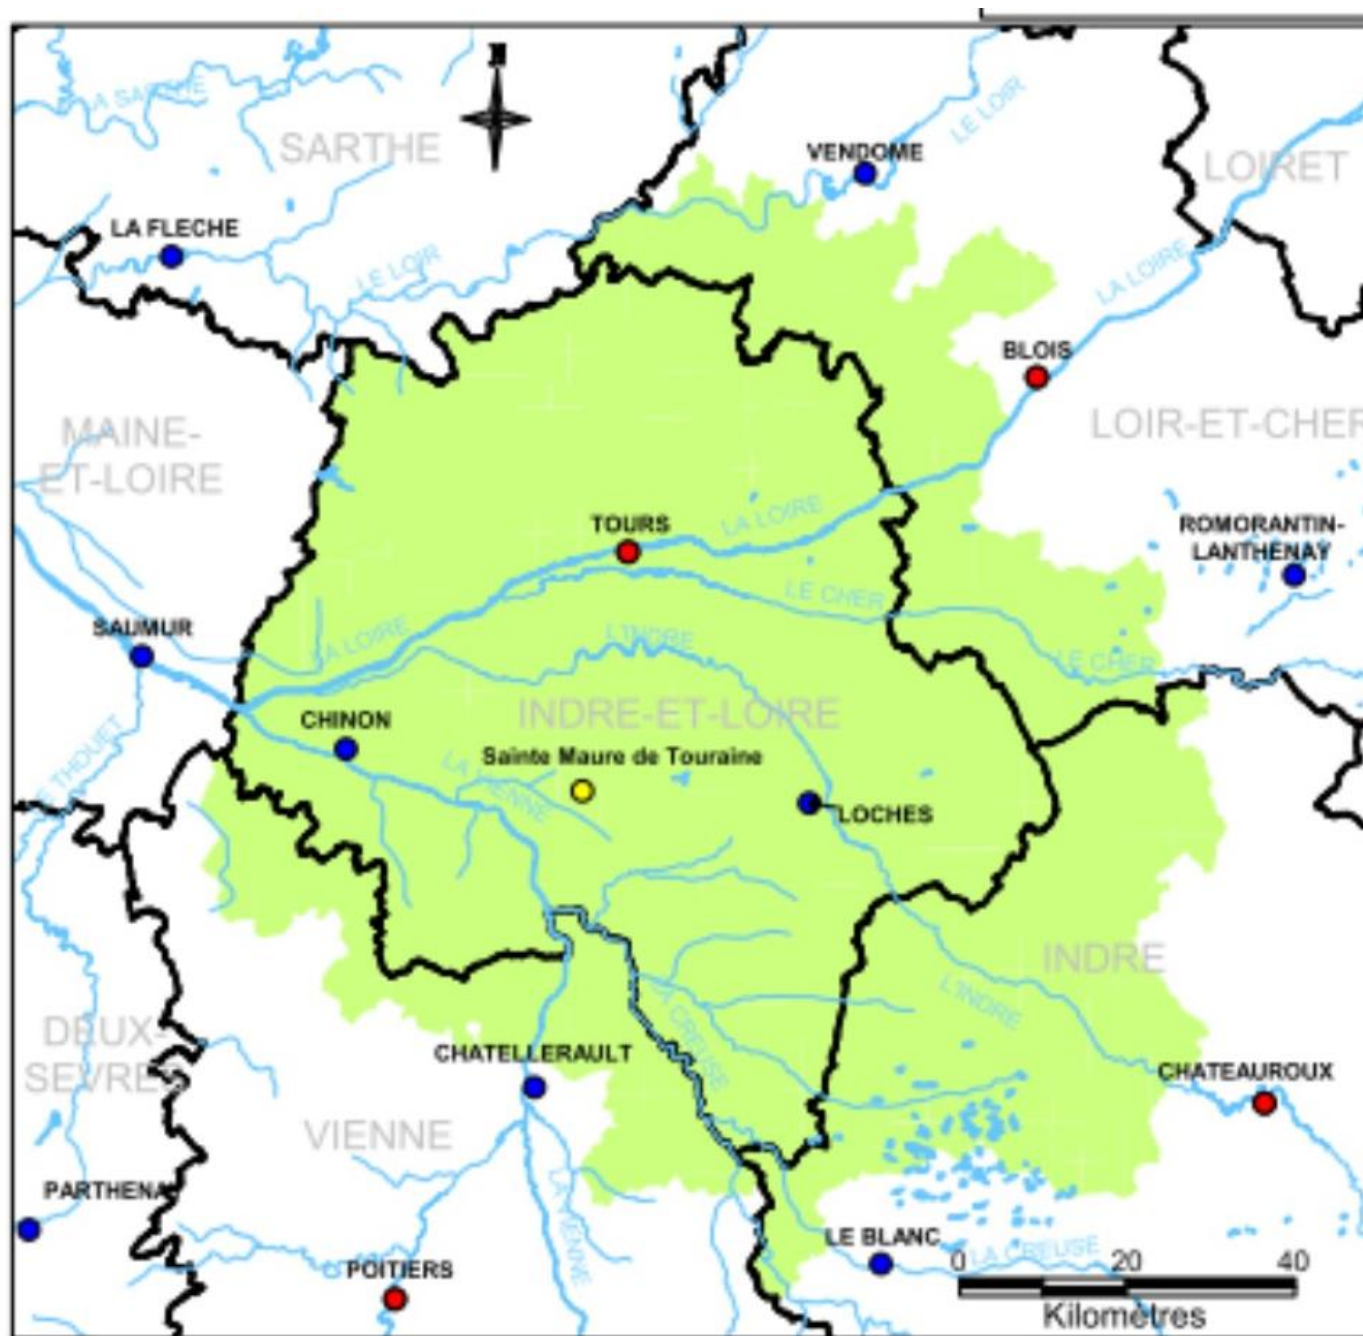 N
LA SARTHE
SARTHE
VENDOME
LE LOIR
LOIRET
LA FLECHE
LE LOIR
LA LOIRE
BLOIS
MAINE-
ET-LOIRE
LOIR-ET-CHER
TOURS
LA LOIRE
ROMORANTIN-
LANTHENAY
LE CHER
SAUMUR
LA LOIRE
L'INDRE
LE CHER
CHINON
INDRE-ET-LOIRE
LE THOUET
LA VIENNE
Sainte Maure de Touraine
LOCHES
INDRE
L'INDRE
LA CREUSE
DEUX-
SEVRES
CHATELLERAULT
CHATEAUROUX
VIENNE
PARTHENAY
LA VIENNE
LE BLANC
LA CREUSE
POITIERS
0 20 40
Kilomètres